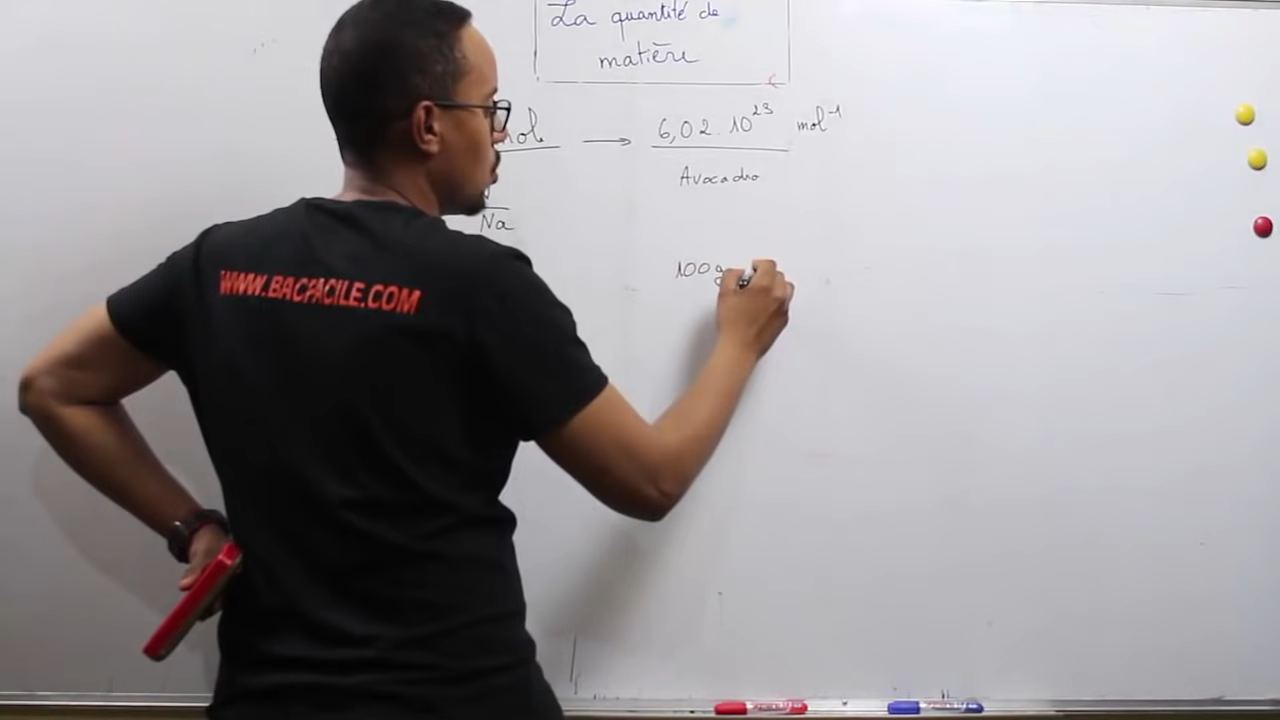 La quantité de
matière
mol → 6,02.10²³ mol⁻¹
Avocadro
Na
100g
WWW.BACFACILE.COM